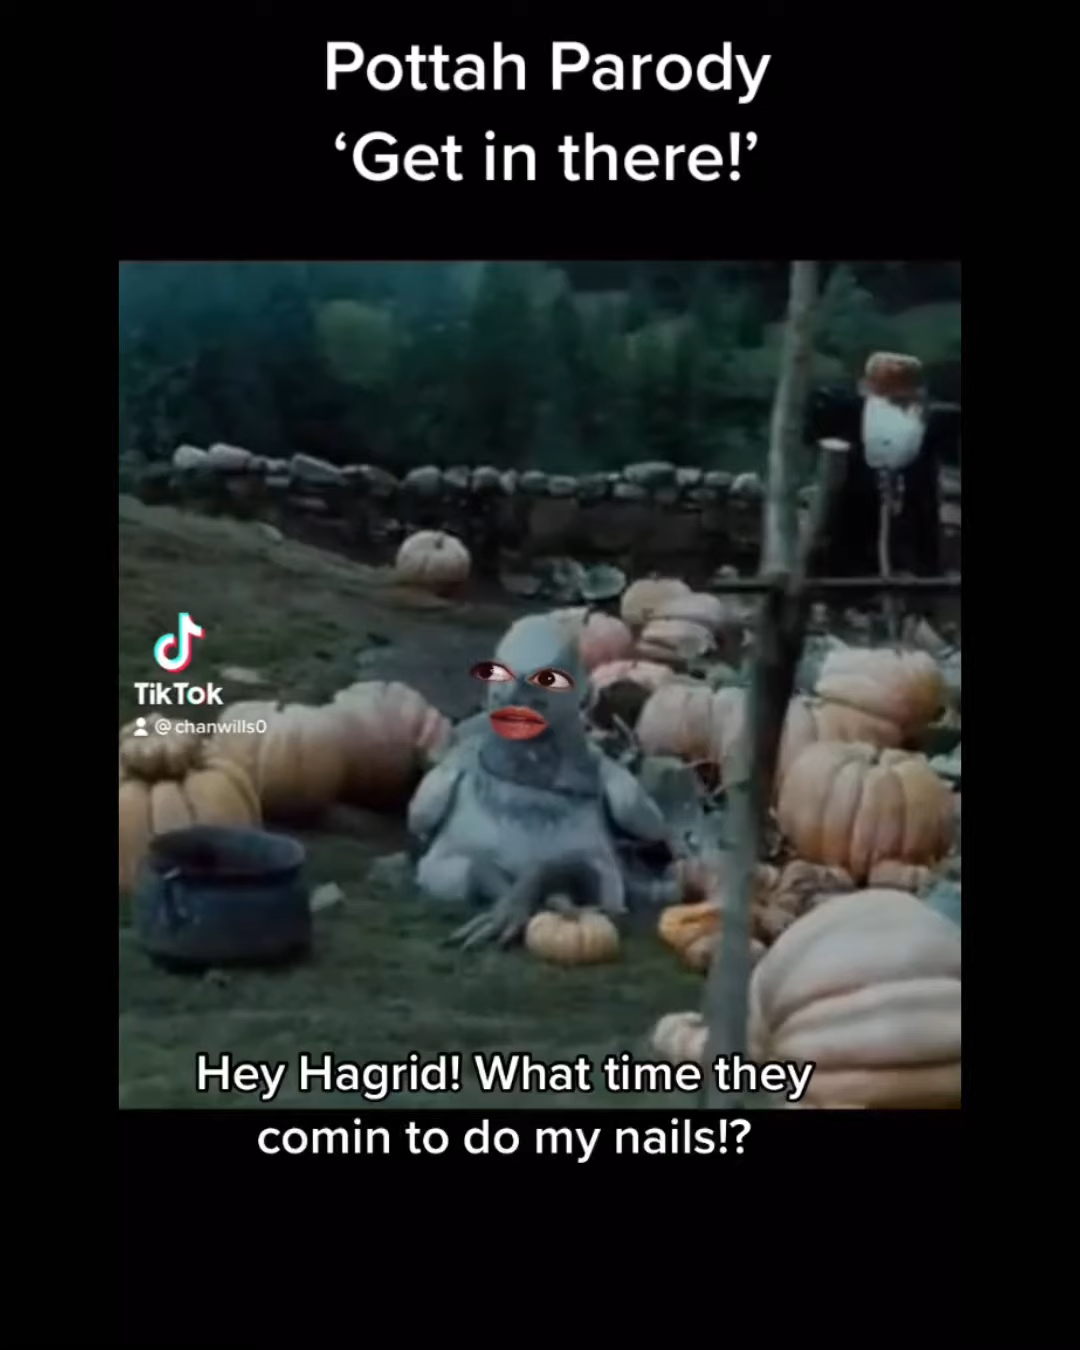 Pottah Parody
‘Get in there!’
TikTok
@chanwills0
Hey Hagrid! What time they
comin to do my nails!?